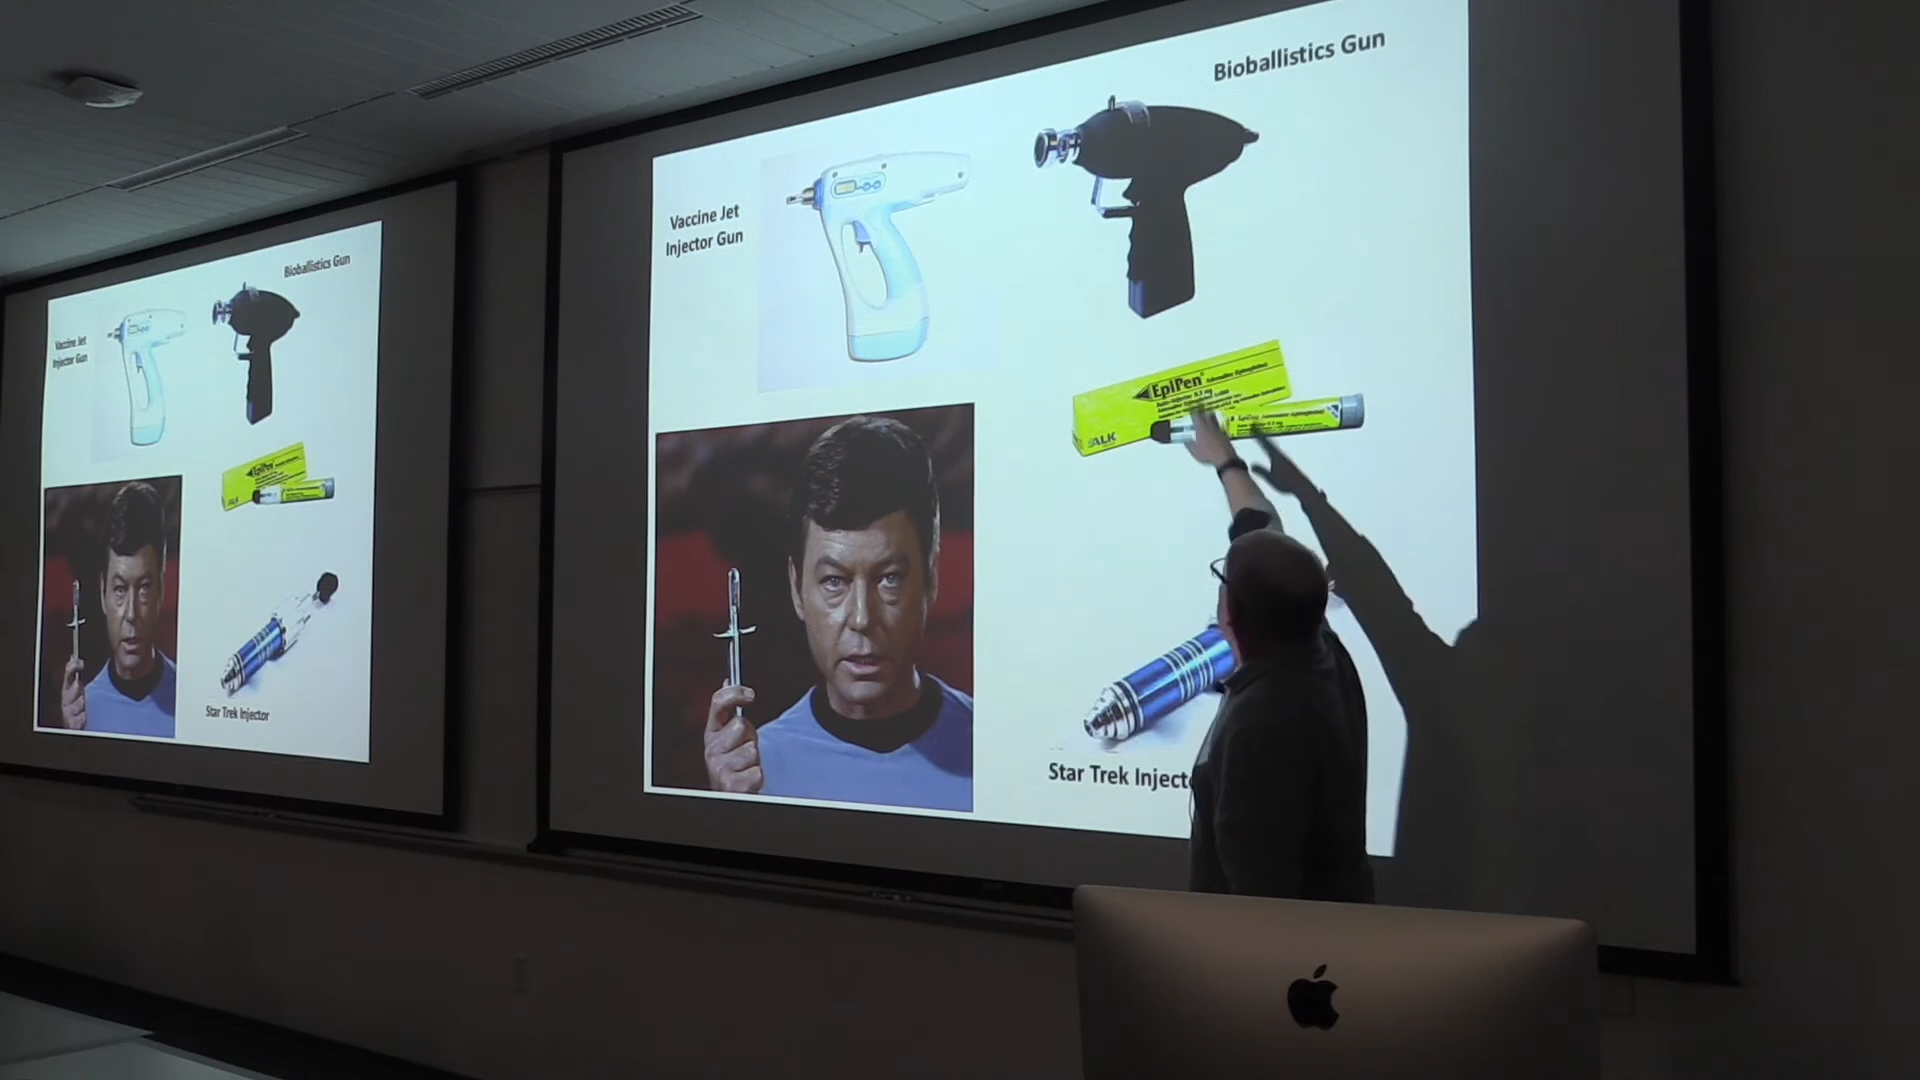 Bioballistics Gun
Vaccine Jet
Injector Gun
EpiPen
ALK
Star Trek Injecto
Bioballistics Gun
Vaccine Jet
Injector Gun
EpiPen
Star Trek Injector